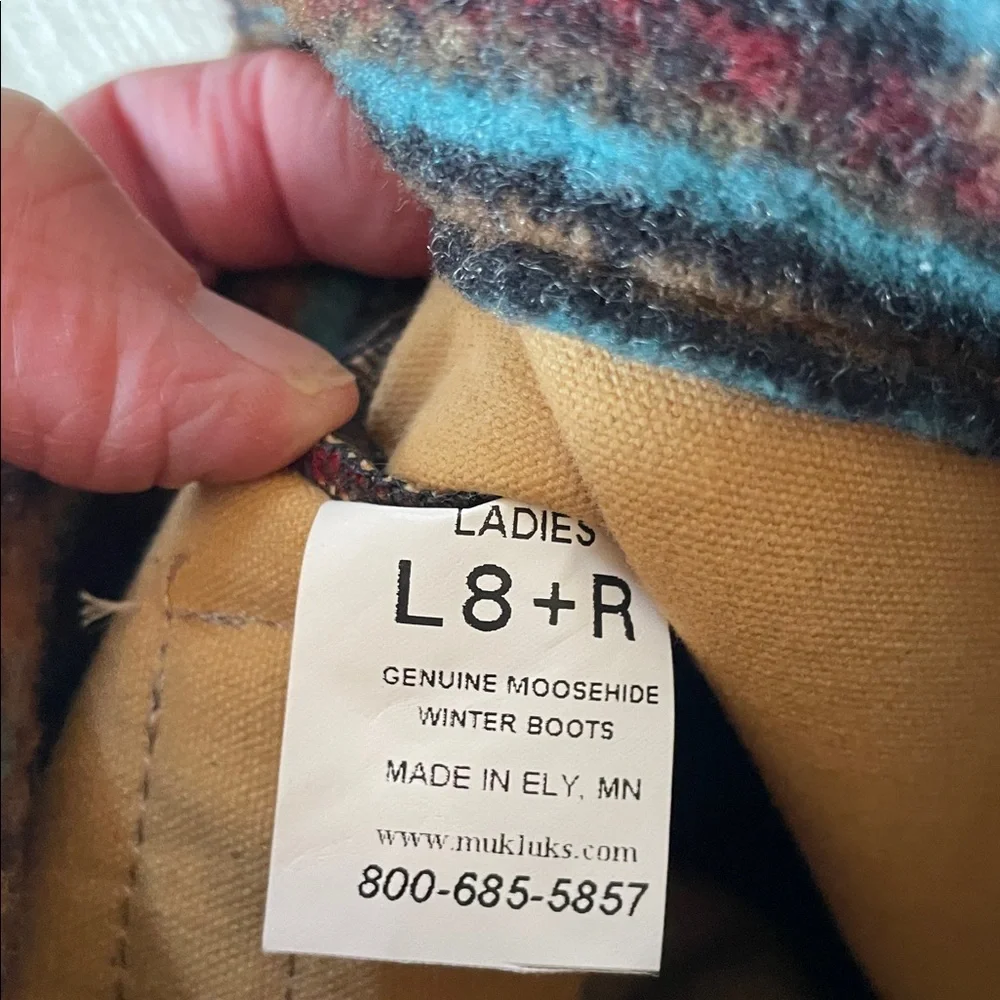 LADIES
L8+R
GENUINE MOOSEHIDE
WINTER BOOTS
MADE IN ELY, MN
www.mukluks.com
800-685-5857